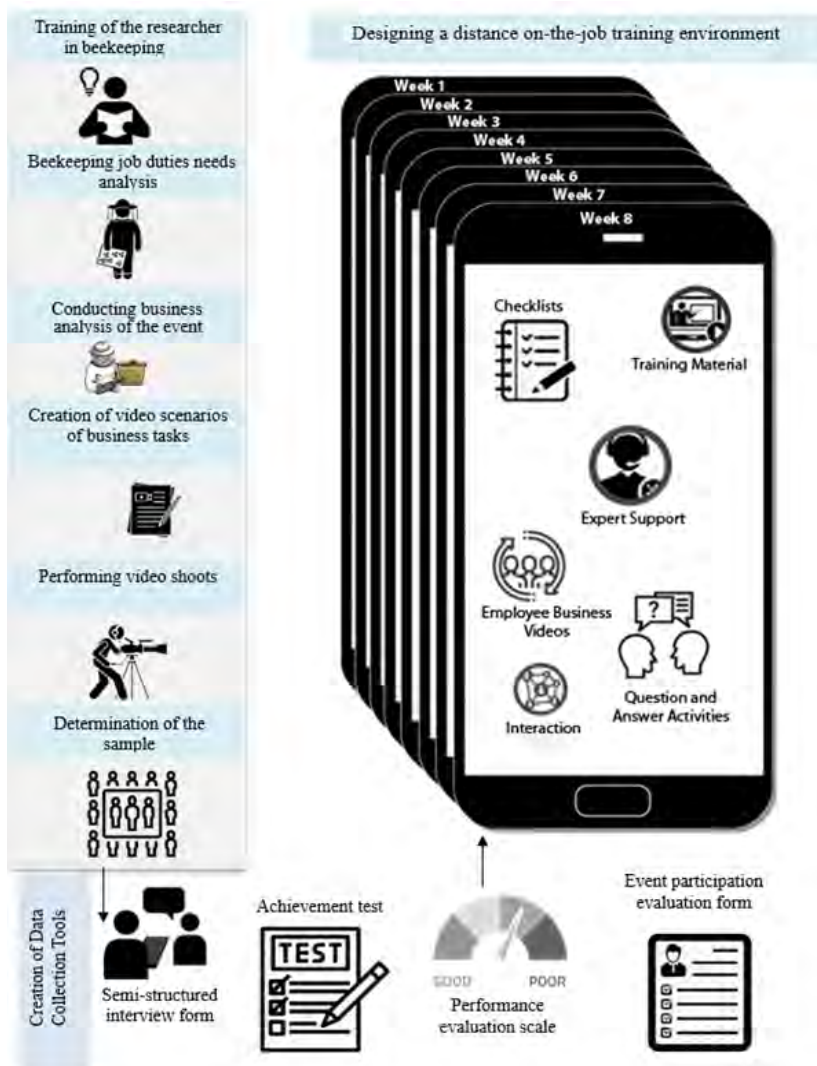 Training of the researcher
in beekeeping
Beekeeping job duties needs
analysis
Conducting business
analysis of the event
Creation of video scenarios
of business tasks
Performing video shoots
Determination of the
sample
Designing a distance on-the-job training environment
Week 1
Week 2
Week 3
Week 4
Week 5
Week 6
Week 7
Week 8
Checklists
Training Material
Expert Support
Employee Business
Videos
Question and
Answer Activities
Interaction
Creation of Data
Collection Tools
Semi-structured
interview form
Achievement test
TEST
GOOD
POOR
Performance
evaluation scale
Event participation
evaluation form